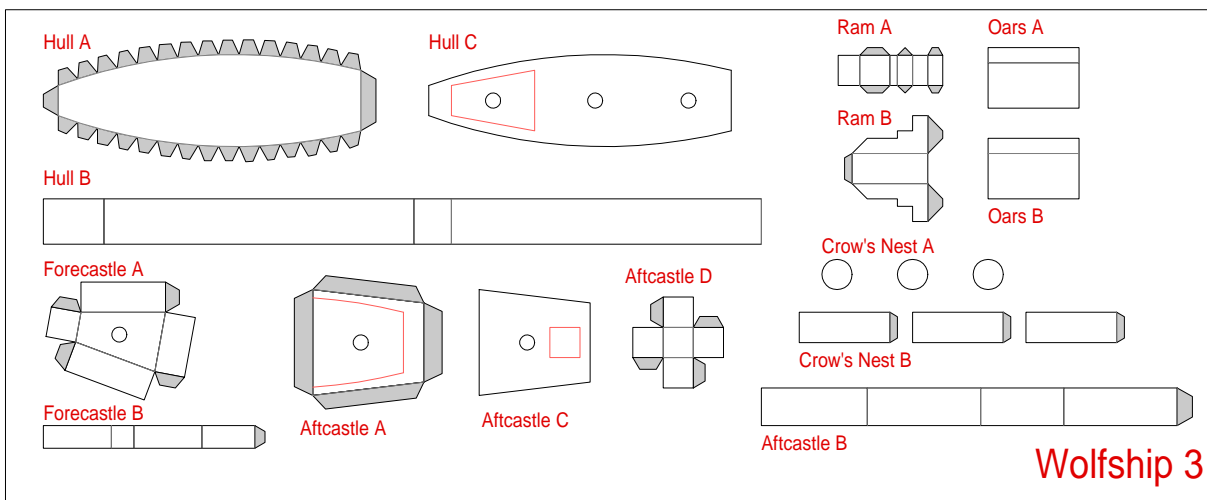 Hull A
Hull C
Ram A
Oars A
Ram B
Hull B
Oars B
Crow's Nest A
Forecastle A
Aftcastle D
Crow's Nest B
Forecastle B
Aftcastle A
Aftcastle C
Aftcastle B
Wolfship 3